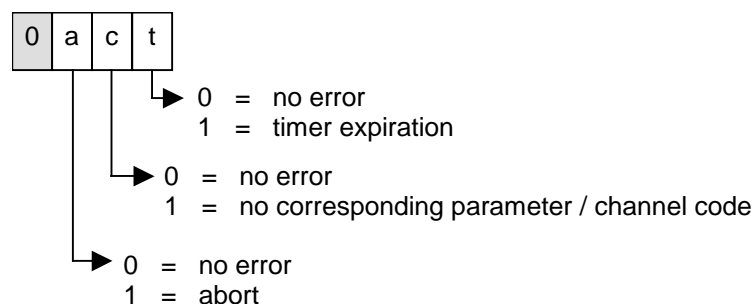 0 a c t
0 = no error
1 = timer expiration
0 = no error
1 = no corresponding parameter / channel code
0 = no error
1 = abort